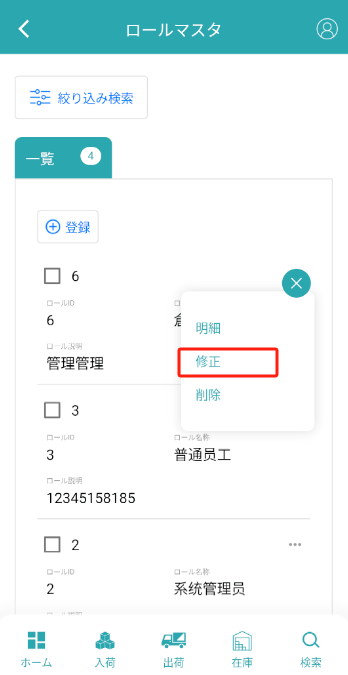 ロールマスタ
絞り込み検索
一覧 4
登録
6
ロールID
6
明細
ロール説明
管理管理
修正
削除
3
ロールID ロール名称
3 普通员工
ロール説明
12345158185
2
ロールID ロール名称
2 系统管理员
ホーム 入荷 出荷 在庫 検索